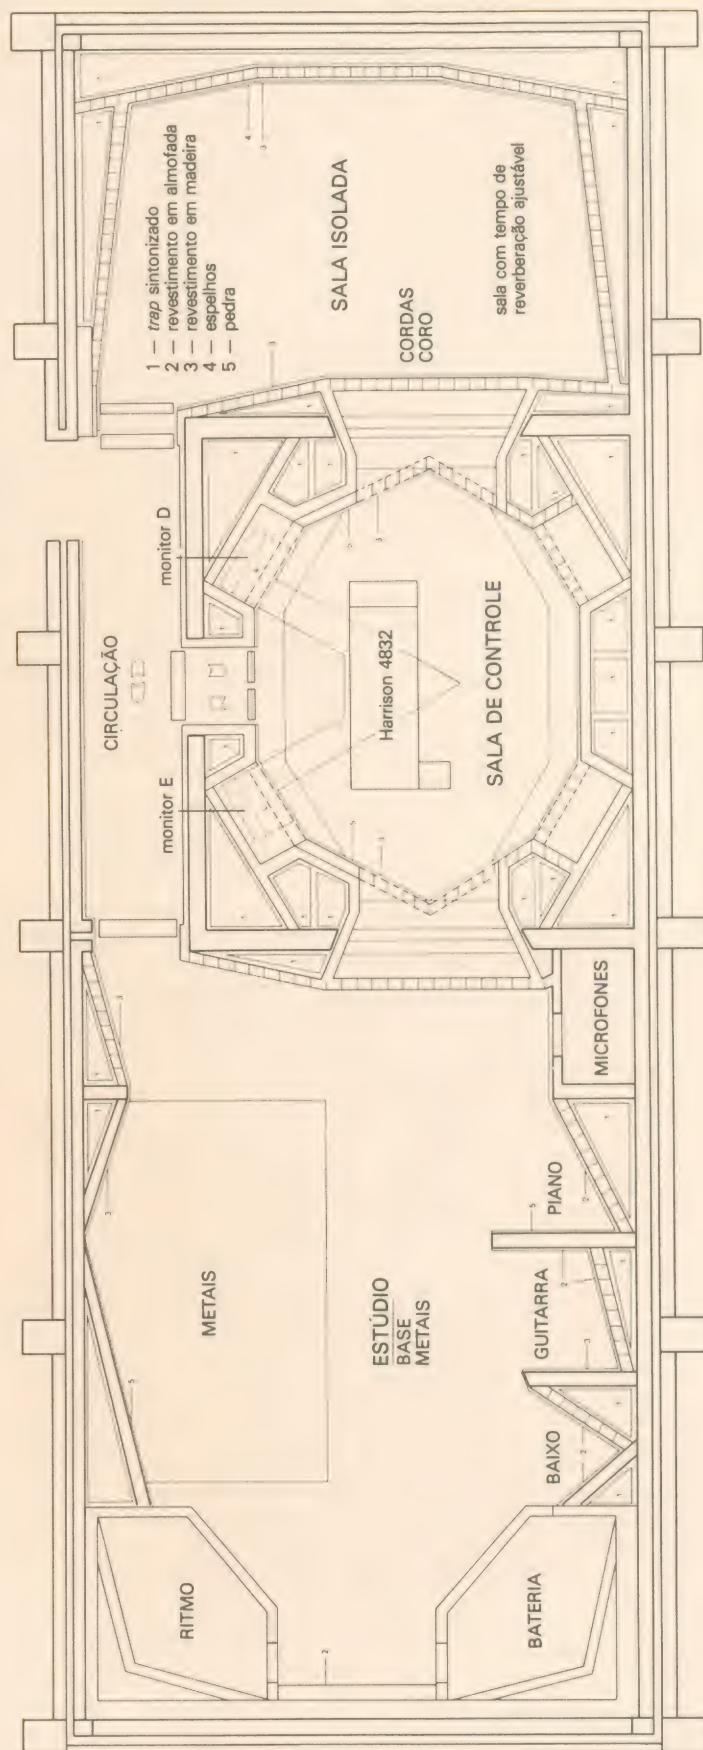 1 — trap sintonizado
2 — revestimento em almofada
3 — revestimento em madeira
4 — espelhos
5 — pedra
SALA ISOLADA
CORDAS
CORO
sala com tempo de
reverberação ajustável
CIRCULAÇÃO
monitor D
monitor E
Harrison 4832
SALA DE CONTROLE
METAIS
ESTÚDIO
BASE
METAIS
MICROFONES
PIANO
GUITARRA
BAIXO
RITMO
BATERIA